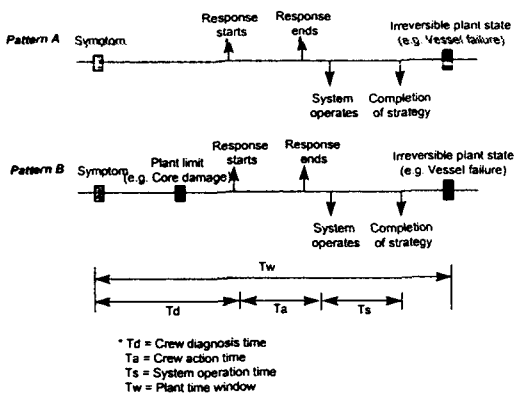 Pattern A
Symptom
Response
starts
Response
ends
Irreversible plant state
(e.g. Vessel failure)
System
operates
Completion
of strategy
Pattern B
Symptom
Plant limit
(e.g. Core damage)
Response
starts
Response
ends
Irreversible plant state
(e.g. Vessel failure)
System
operates
Completion
of strategy
Tw
Td
Ta
Ts
* Td = Crew diagnosis time
Ta = Crew action time
Ts = System operation time
Tw = Plant time window